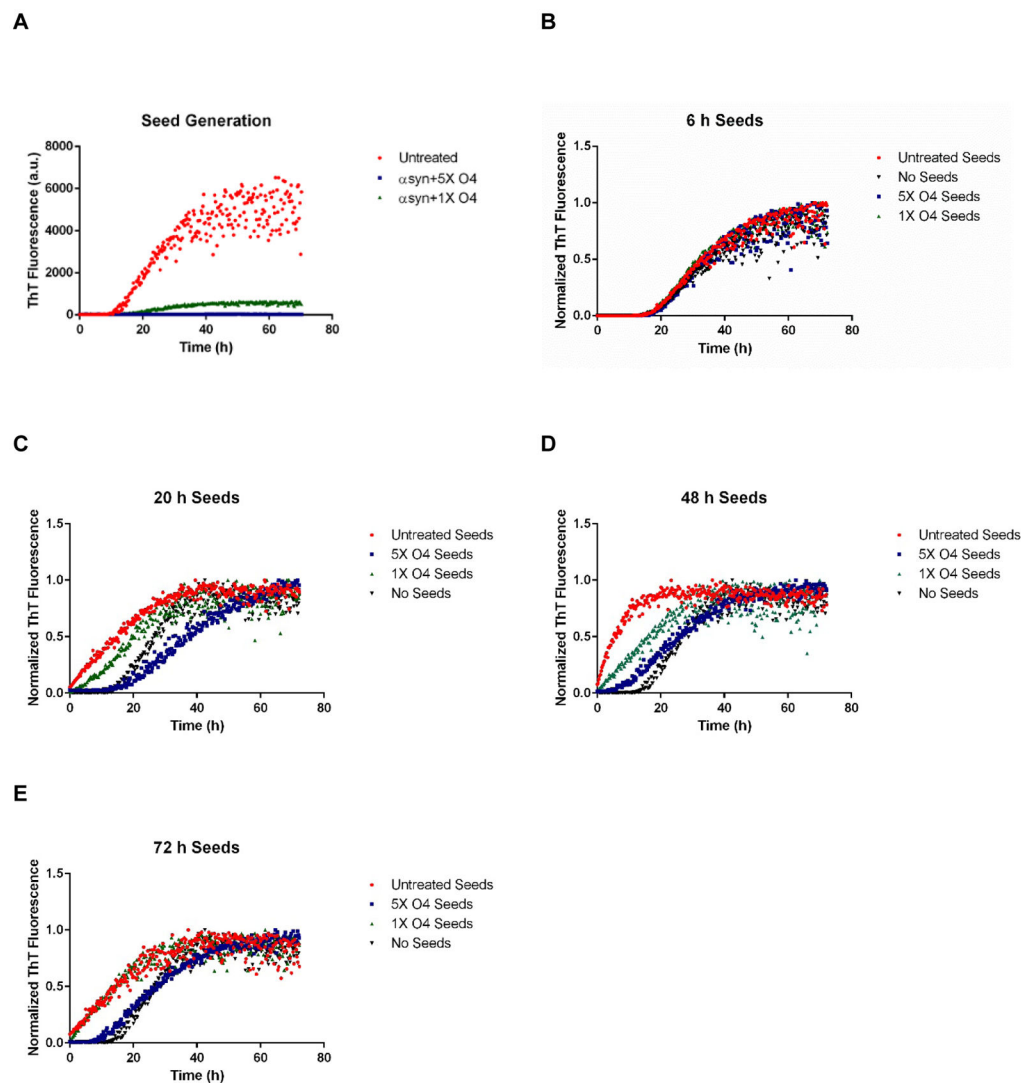 A
Seed Generation
ThT Fluorescence (a.u.)
8000
6000
4000
2000
0
0 20 40 60 80
Time (h)
Untreated
αsyn+5X O4
αsyn+1X O4
B
6 h Seeds
Normalized ThT Fluorescence
1.5
1.0
0.5
0.0
0 20 40 60 80
Time (h)
Untreated Seeds
No Seeds
5X O4 Seeds
1X O4 Seeds
C
20 h Seeds
Normalized ThT Fluorescence
1.5
1.0
0.5
0.0
0 20 40 60 80
Time (h)
Untreated Seeds
5X O4 Seeds
1X O4 Seeds
No Seeds
D
48 h Seeds
Normalized ThT Fluorescence
1.5
1.0
0.5
0.0
0 20 40 60 80
Time (h)
Untreated Seeds
5X O4 Seeds
1X O4 Seeds
No Seeds
E
72 h Seeds
Normalized ThT Fluorescence
1.5
1.0
0.5
0.0
0 20 40 60 80
Time (h)
Untreated Seeds
5X O4 Seeds
1X O4 Seeds
No Seeds